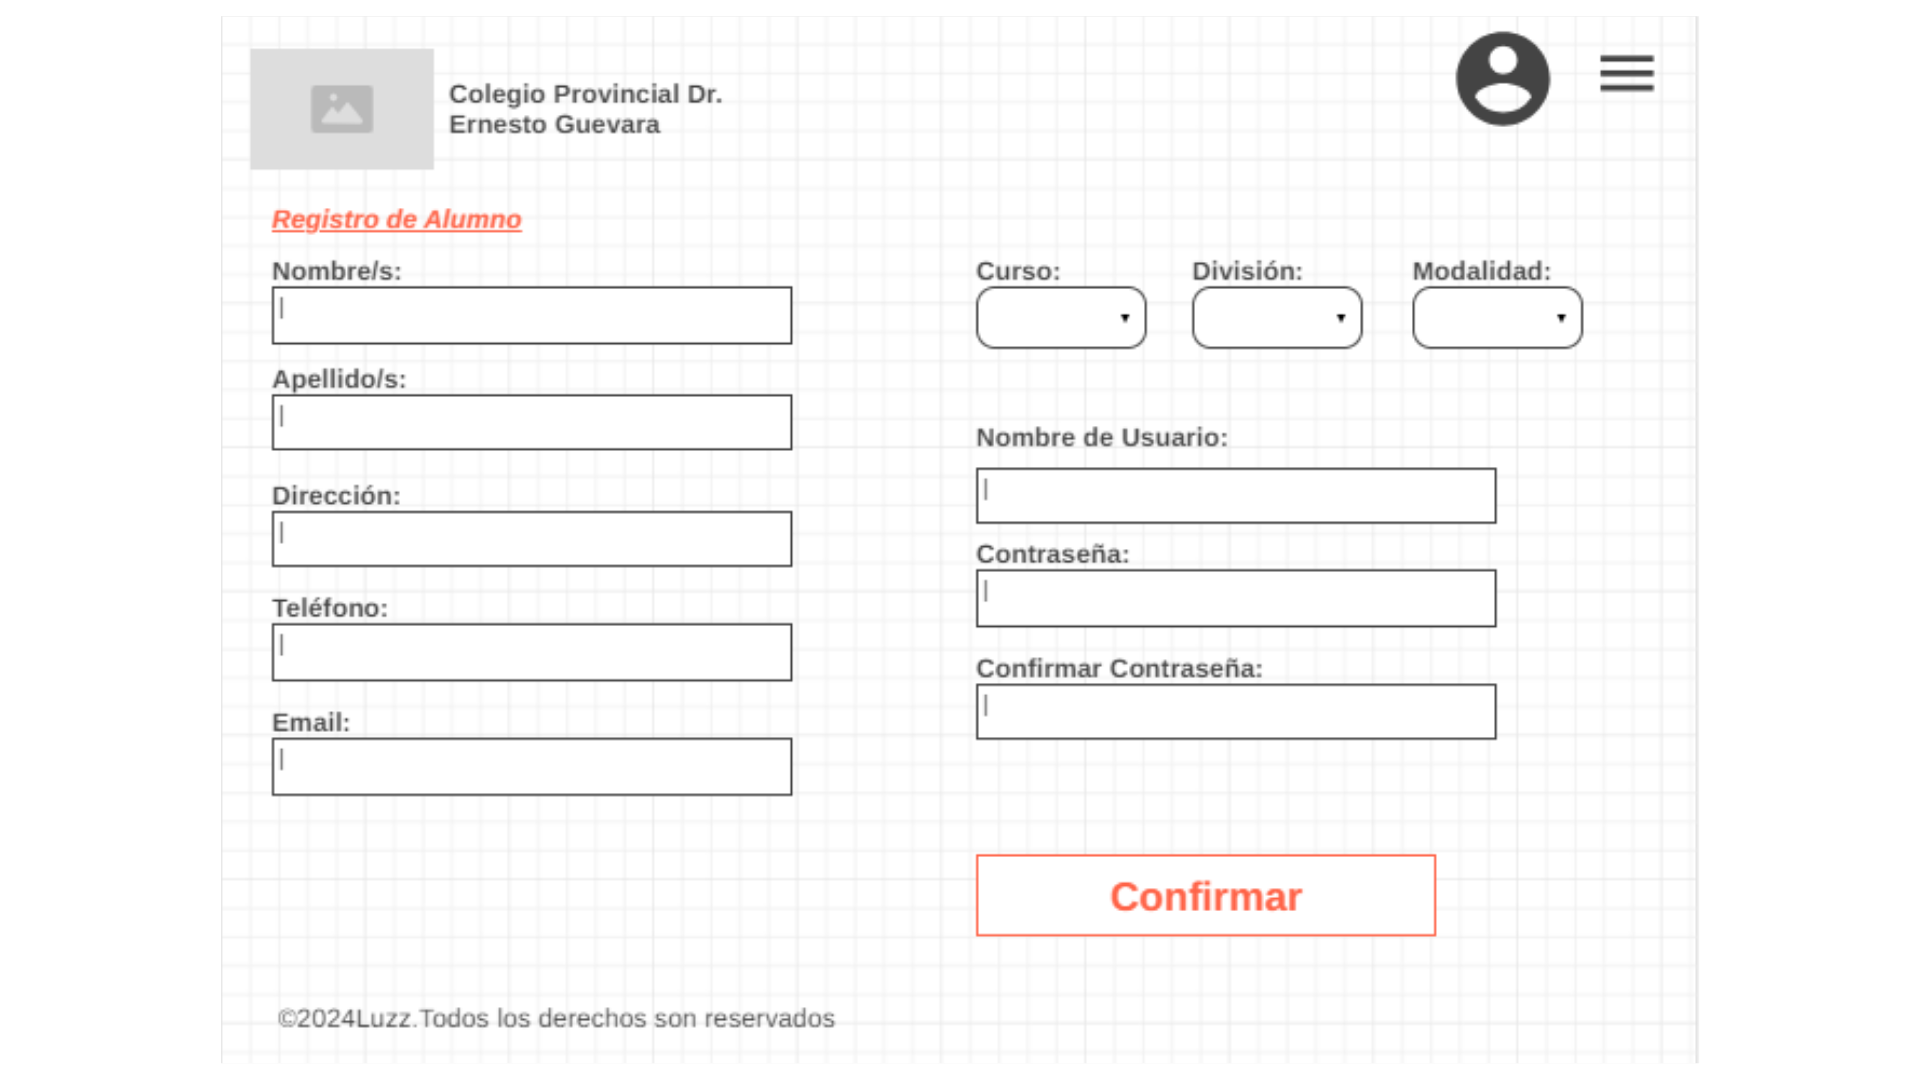 Colegio Provincial Dr.
Ernesto Guevara
Registro de Alumno
Nombre/s:
Apellido/s:
Dirección:
Teléfono:
Email:
Curso: División: Modalidad:
Nombre de Usuario:
Contraseña:
Confirmar Contraseña:
Confirmar
©2024Luzz.Todos los derechos son reservados